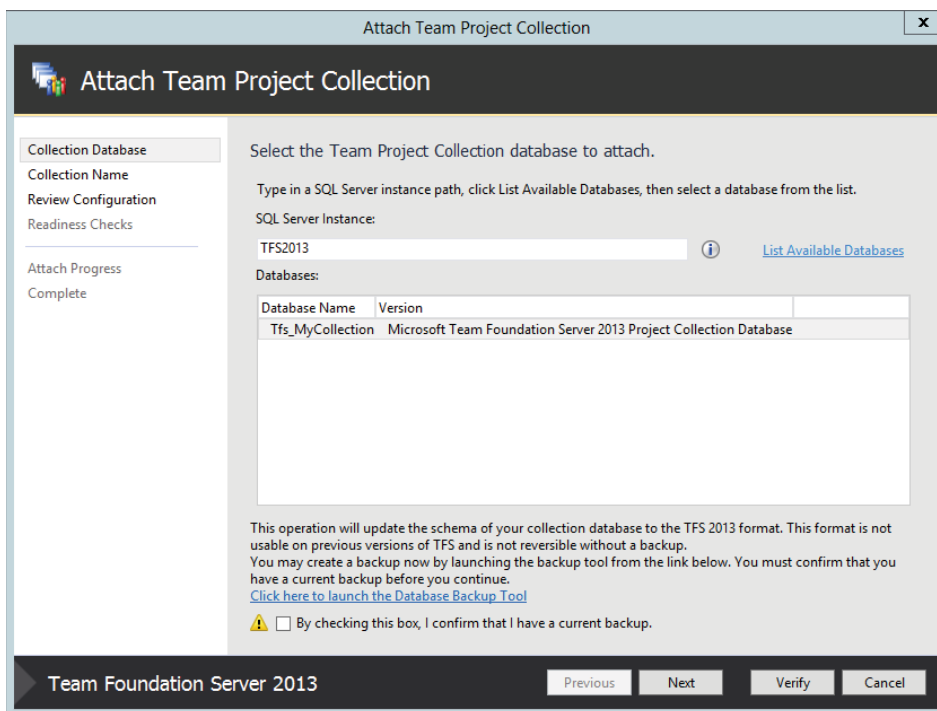 Attach Team Project Collection
x
Attach Team Project Collection
Collection Database
Collection Name
Review Configuration
Readiness Checks
Attach Progress
Complete
Select the Team Project Collection database to attach.
Type in a SQL Server instance path, click List Available Databases, then select a database from the list.
SQL Server Instance:
TFS2013
i
List Available Databases
Databases:
Database Name Version
Tfs_MyCollection Microsoft Team Foundation Server 2013 Project Collection Database
This operation will update the schema of your collection database to the TFS 2013 format. This format is not
usable on previous versions of TFS and is not reversible without a backup.
You may create a backup now by launching the backup tool from the link below. You must confirm that you
have a current backup before you continue.
Click here to launch the Database Backup Tool
By checking this box, I confirm that I have a current backup.
Team Foundation Server 2013
Previous Next Verify Cancel